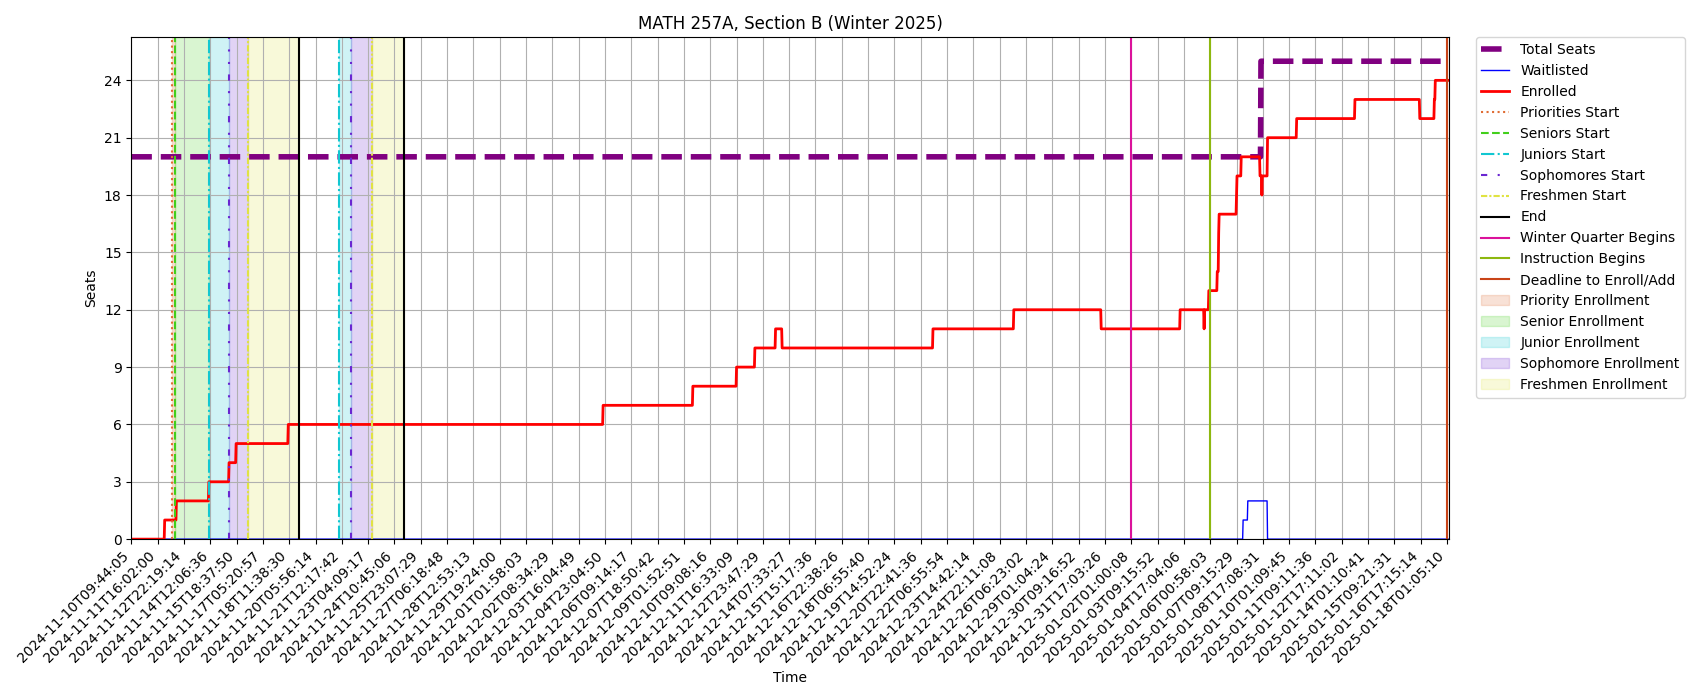 MATH 257A, Section B (Winter 2025)
Seats
24
21
18
15
12
9
6
3
0
2024-11-10T09:44:05
2024-11-11T16:02:00
2024-11-12T22:19:14
2024-11-14T12:06:36
2024-11-15T18:37:50
2024-11-17T05:20:57
2024-11-18T11:38:30
2024-11-20T05:56:14
2024-11-21T12:17:42
2024-11-23T04:09:17
2024-11-24T10:45:06
2024-11-25T23:07:29
2024-11-27T06:18:48
2024-11-28T12:53:13
2024-11-29T19:24:00
2024-12-01T01:58:03
2024-12-02T08:34:29
2024-12-03T16:04:49
2024-12-04T23:04:50
2024-12-06T09:14:17
2024-12-07T18:50:42
2024-12-09T01:52:51
2024-12-10T09:08:16
2024-12-11T16:33:09
2024-12-12T23:47:29
2024-12-14T07:33:27
2024-12-15T15:17:36
2024-12-16T22:38:26
2024-12-18T06:55:40
2024-12-19T14:52:24
2024-12-20T22:41:36
2024-12-22T06:55:54
2024-12-23T14:42:14
2024-12-24T22:11:08
2024-12-26T06:23:02
2024-12-29T01:04:24
2024-12-30T09:16:52
2024-12-31T17:03:26
2025-01-02T01:00:08
2025-01-03T09:15:52
2025-01-04T17:04:06
2025-01-06T00:58:03
2025-01-07T09:15:29
2025-01-08T17:08:31
2025-01-10T01:09:45
2025-01-11T09:11:36
2025-01-12T17:11:02
2025-01-14T01:10:41
2025-01-15T09:21:31
2025-01-16T17:15:14
2025-01-18T01:05:10
Time
Total Seats
Waitlisted
Enrolled
Priorities Start
Seniors Start
Juniors Start
Sophomores Start
Freshmen Start
End
Winter Quarter Begins
Instruction Begins
Deadline to Enroll/Add
Priority Enrollment
Senior Enrollment
Junior Enrollment
Sophomore Enrollment
Freshmen Enrollment